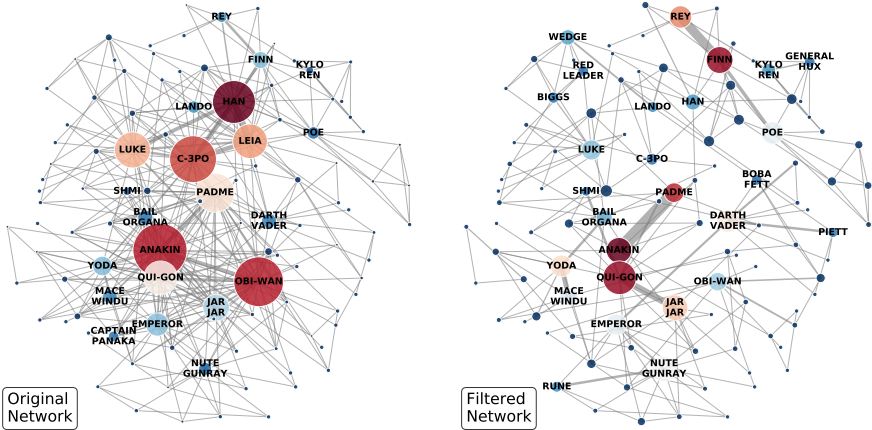 REY
FINN
KYLO
REN
LANDO
HAN
POE
LUKE
LEIA
C-3PO
SHMI
PADME
BAIL
ORGANA
DARTH
VADER
ANAKIN
YODA
QUI-GON
OBI-WAN
MACE
WINDU
JAR
JAR
EMPEROR
CAPTAIN
PANAKA
NUTE
GUNRAY
Original
Network
REY
WEDGE
FINN
RED
LEADER
KYLO
REN
GENERAL
HUX
BIGGS
LANDO
HAN
POE
LUKE
C-3PO
BOBA
FETT
SHMI
PADME
BAIL
ORGANA
DARTH
VADER
PIETT
ANAKIN
YODA
QUI-GON
OBI-WAN
MACE
WINDU
JAR
JAR
EMPEROR
NUTE
GUNRAY
RUNE
Filtered
Network